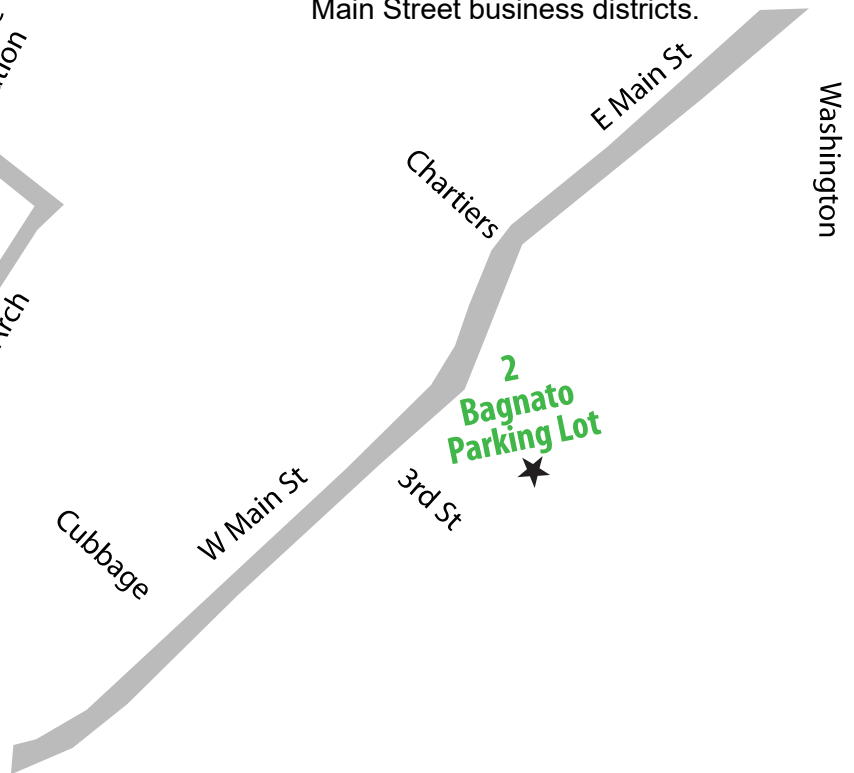 Main Street business districts.
E Main St
Washington
Chartiers
2
Bagnato
Parking Lot
3rd St
W Main St
Cubbage